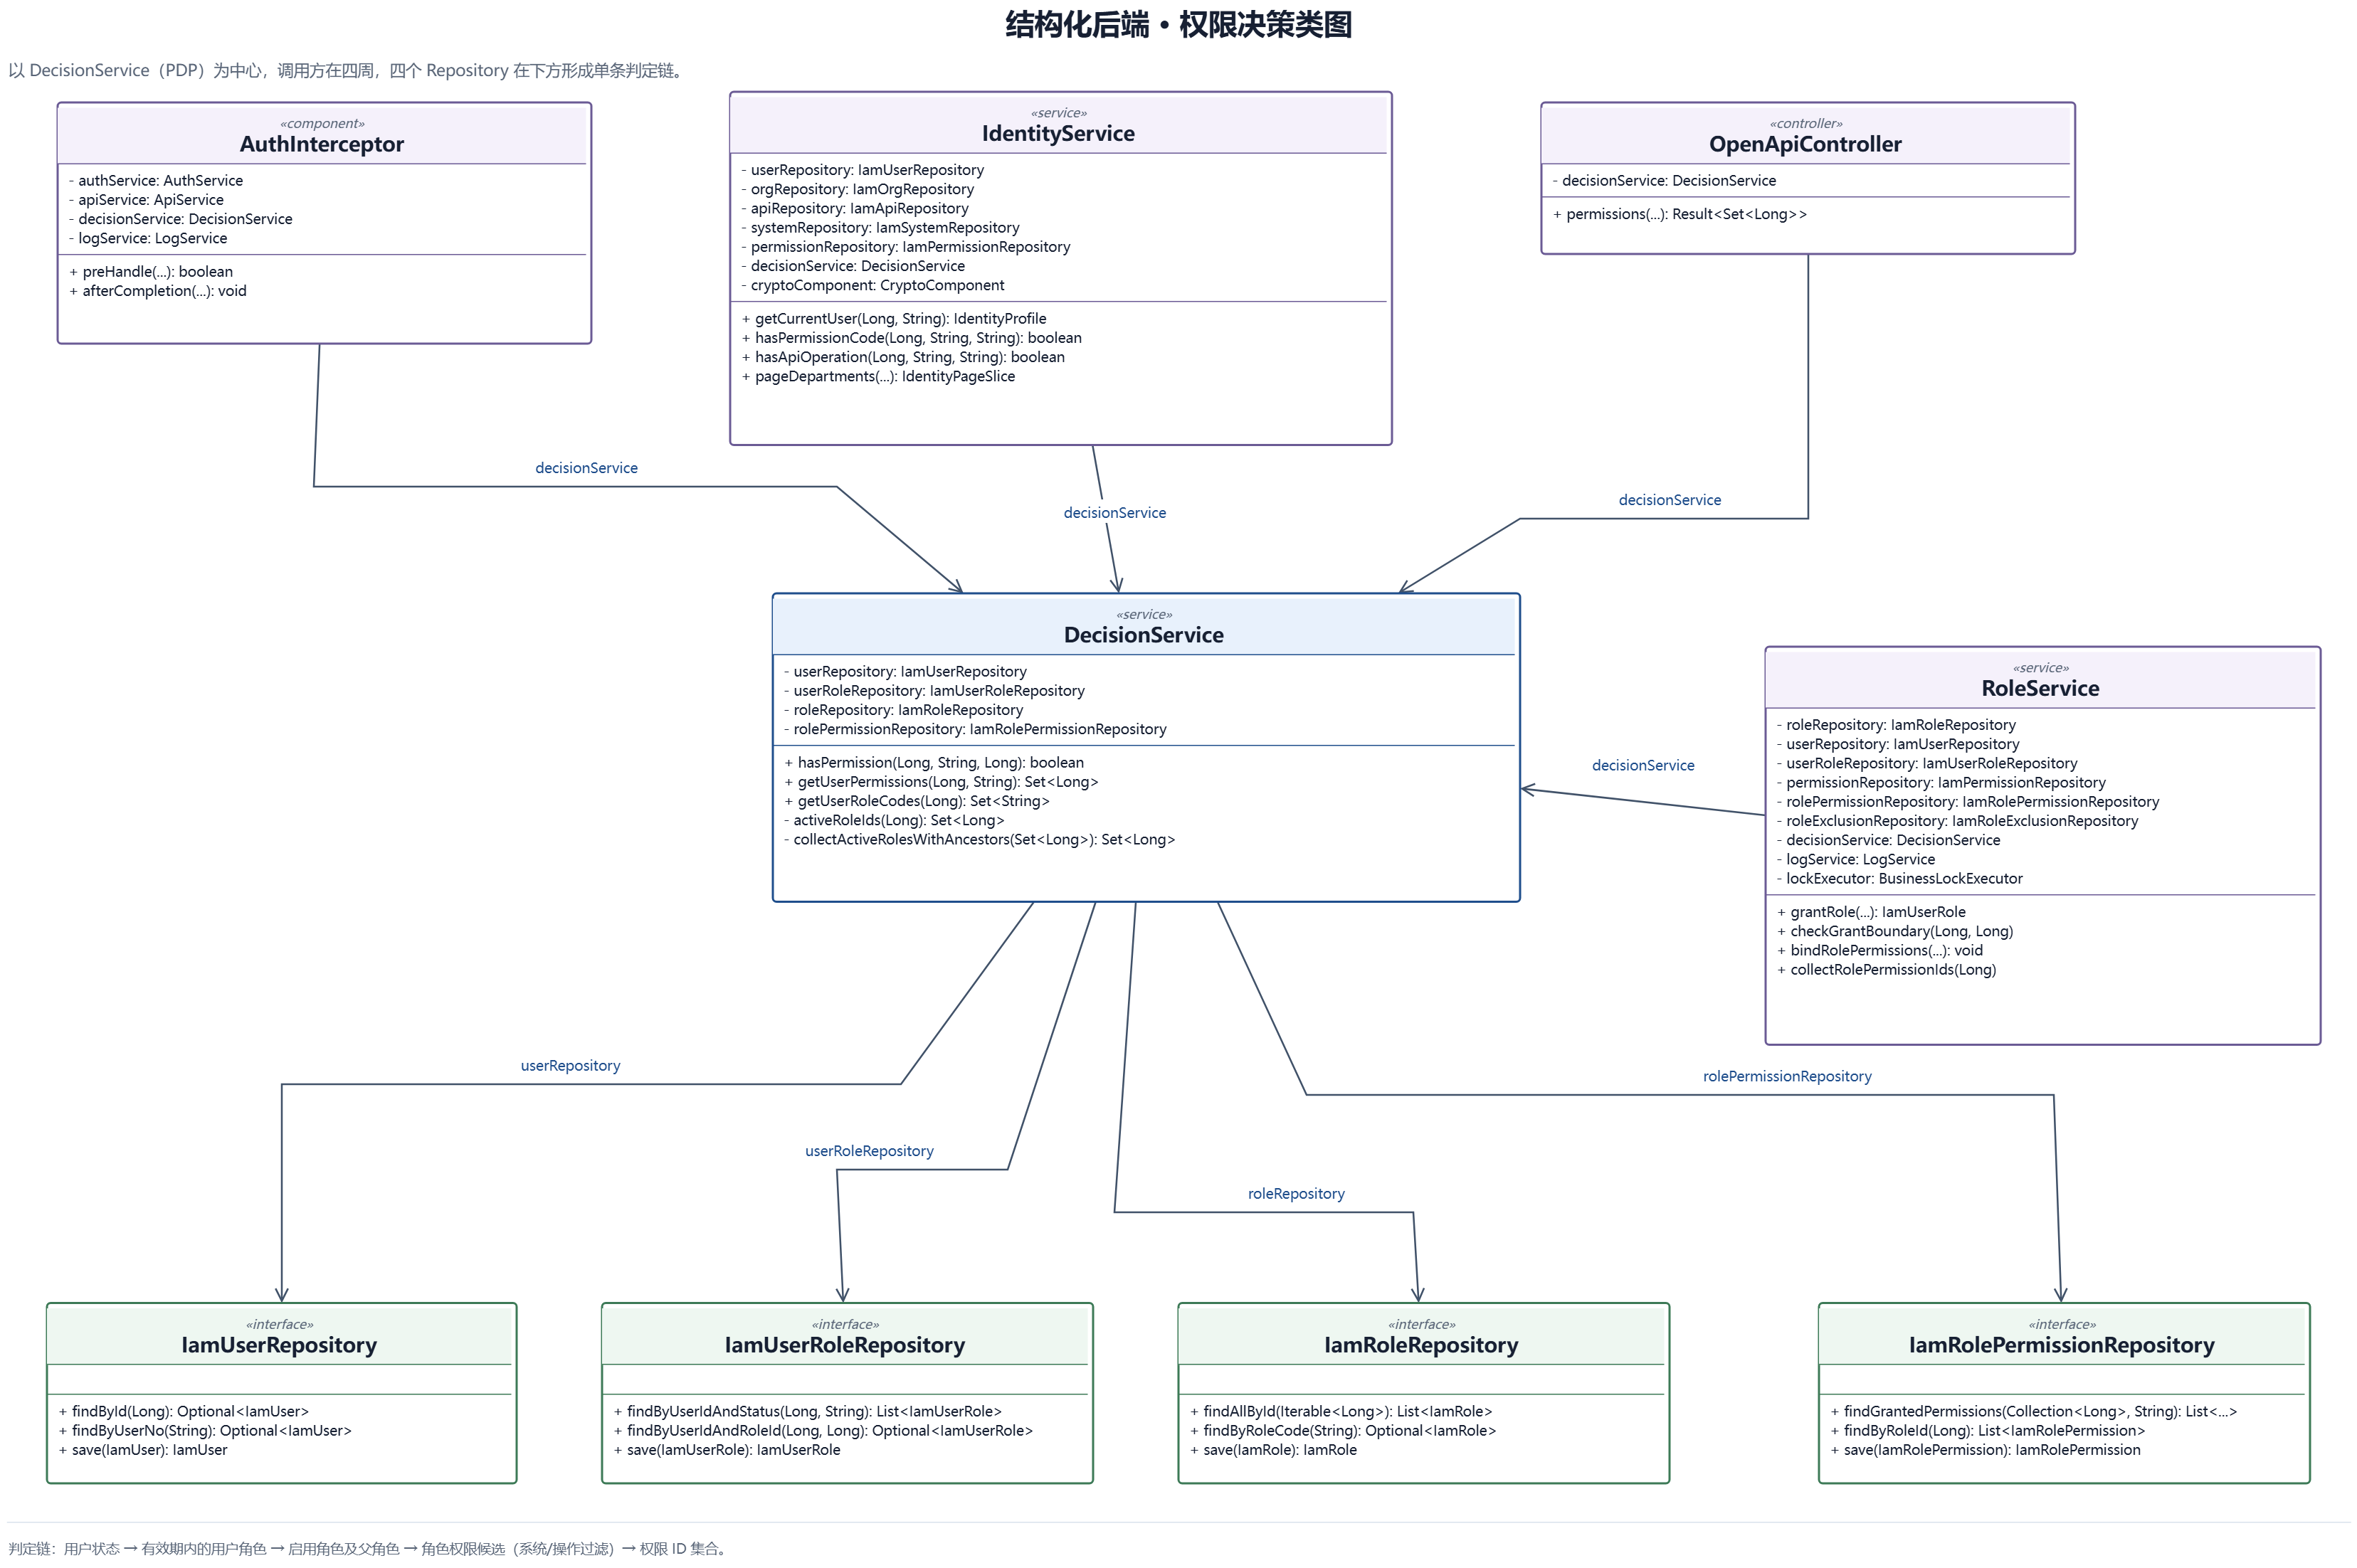 结构化后端 · 权限决策类图
以 DecisionService（PDP）为中心，调用方在四周，四个 Repository 在下方形成单条判定链。
«component»
AuthInterceptor
- authService: AuthService
- apiService: ApiService
- decisionService: DecisionService
- logService: LogService
+ preHandle(...): boolean
+ afterCompletion(...): void
«service»
IdentityService
- userRepository: IamUserRepository
- orgRepository: IamOrgRepository
- apiRepository: IamApiRepository
- systemRepository: IamSystemRepository
- permissionRepository: IamPermissionRepository
- decisionService: DecisionService
- cryptoComponent: CryptoComponent
+ getCurrentUser(Long, String): IdentityProfile
+ hasPermissionCode(Long, String, String): boolean
+ hasApiOperation(Long, String, String): boolean
+ pageDepartments(...): IdentityPageSlice
«controller»
OpenApiController
- decisionService: DecisionService
+ permissions(...): Result<Set<Long>>
decisionService
decisionService
decisionService
«service»
DecisionService
- userRepository: IamUserRepository
- userRoleRepository: IamUserRoleRepository
- roleRepository: IamRoleRepository
- rolePermissionRepository: IamRolePermissionRepository
+ hasPermission(Long, String, Long): boolean
+ getUserPermissions(Long, String): Set<Long>
+ getUserRoleCodes(Long): Set<String>
- activeRoleIds(Long): Set<Long>
- collectActiveRolesWithAncestors(Set<Long>): Set<Long>
decisionService
«service»
RoleService
- roleRepository: IamRoleRepository
- userRepository: IamUserRepository
- userRoleRepository: IamUserRoleRepository
- permissionRepository: IamPermissionRepository
- rolePermissionRepository: IamRolePermissionRepository
- roleExclusionRepository: IamRoleExclusionRepository
- decisionService: DecisionService
- logService: LogService
- lockExecutor: BusinessLockExecutor
+ grantRole(...): IamUserRole
+ checkGrantBoundary(Long, Long)
+ bindRolePermissions(...): void
+ collectRolePermissionIds(Long)
userRepository
userRoleRepository
roleRepository
rolePermissionRepository
«interface»
IamUserRepository
+ findById(Long): Optional<IamUser>
+ findByUserNo(String): Optional<IamUser>
+ save(IamUser): IamUser
«interface»
IamUserRoleRepository
+ findByUserIdAndStatus(Long, String): List<IamUserRole>
+ findByUserIdAndRoleId(Long, Long): Optional<IamUserRole>
+ save(IamUserRole): IamUserRole
«interface»
IamRoleRepository
+ findAllById(Iterable<Long>): List<IamRole>
+ findByRoleCode(String): Optional<IamRole>
+ save(IamRole): IamRole
«interface»
IamRolePermissionRepository
+ findGrantedPermissions(Collection<Long>, String): List<...>
+ findByRoleId(Long): List<IamRolePermission>
+ save(IamRolePermission): IamRolePermission
判定链：用户状态 → 有效期内的用户角色 → 启用角色及父角色 → 角色权限候选（系统/操作过滤）→ 权限 ID 集合。